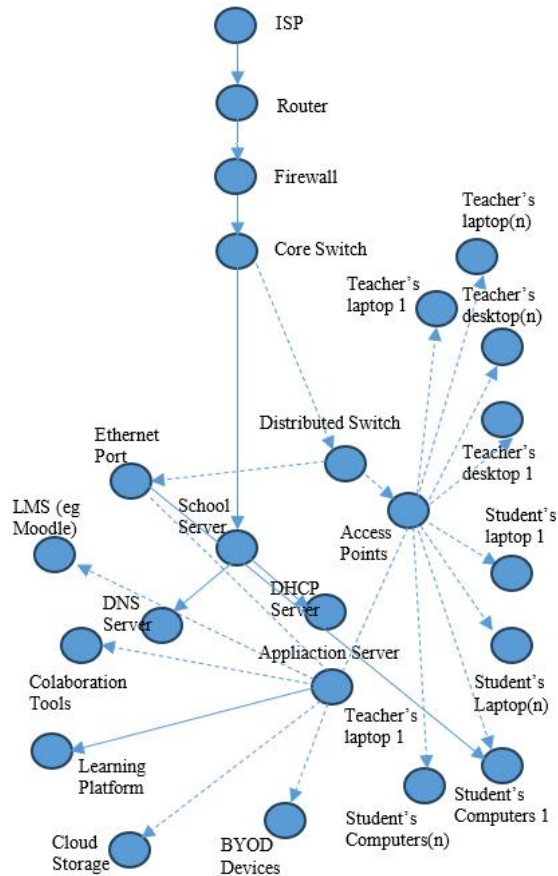 ISP
Router
Firewall
Core Switch
Teacher’s
laptop(n)
Teacher’s
laptop 1
Teacher’s
desktop(n)
Distributed Switch
Ethernet
Port
Teacher’s
desktop 1
LMS (eg
Moodle)
School
Server
Access
Points
Student’s
laptop 1
DNS
Server
DHCP
Server
Appliaction Server
Colaboration
Tools
Student’s
Laptop(n)
Teacher’s
laptop 1
Learning
Platform
Student’s
Computers(n)
Student’s
Computers 1
Cloud
Storage
BYOD
Devices